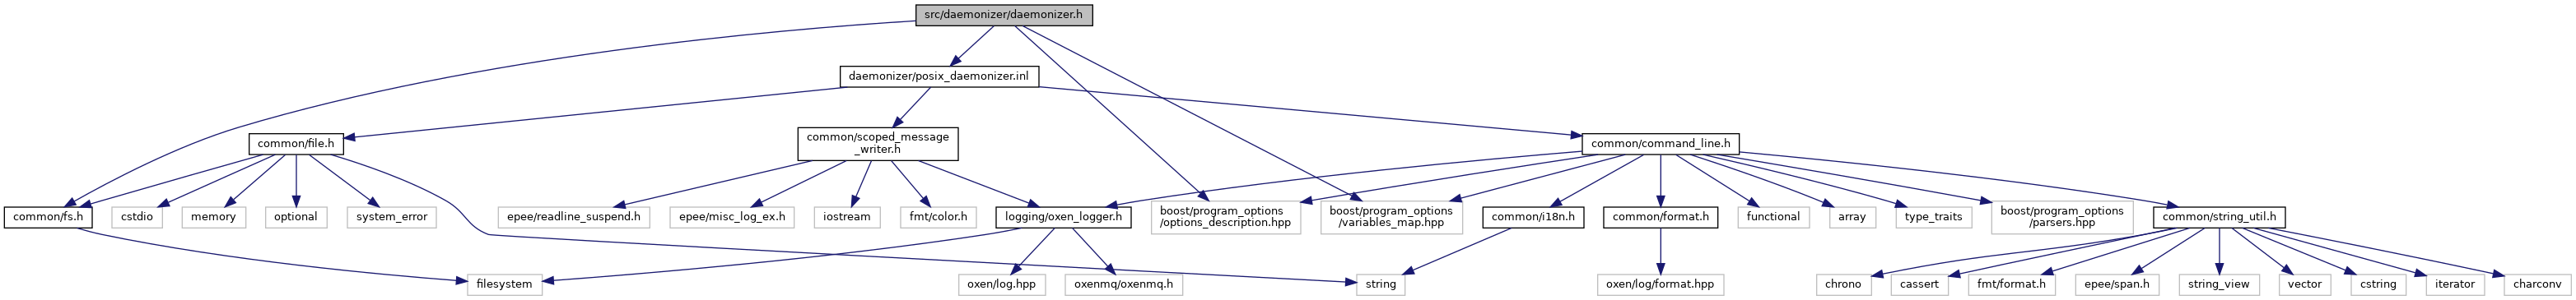 src/daemonizer/daemonizer.h
daemonizer/posix_daemonizer.inl
common/file.h
common/scoped_message
_writer.h
common/command_line.h
common/fs.h
cstdio
memory
optional
system_error
epee/readline_suspend.h
epee/misc_log_ex.h
iostream
fmt/color.h
logging/oxen_logger.h
boost/program_options
/options_description.hpp
boost/program_options
/variables_map.hpp
common/i18n.h
common/format.h
functional
array
type_traits
boost/program_options
/parsers.hpp
common/string_util.h
filesystem
oxen/log.hpp
oxenmq/oxenmq.h
string
oxen/log/format.hpp
chrono
cassert
fmt/format.h
epee/span.h
string_view
vector
cstring
iterator
charconv